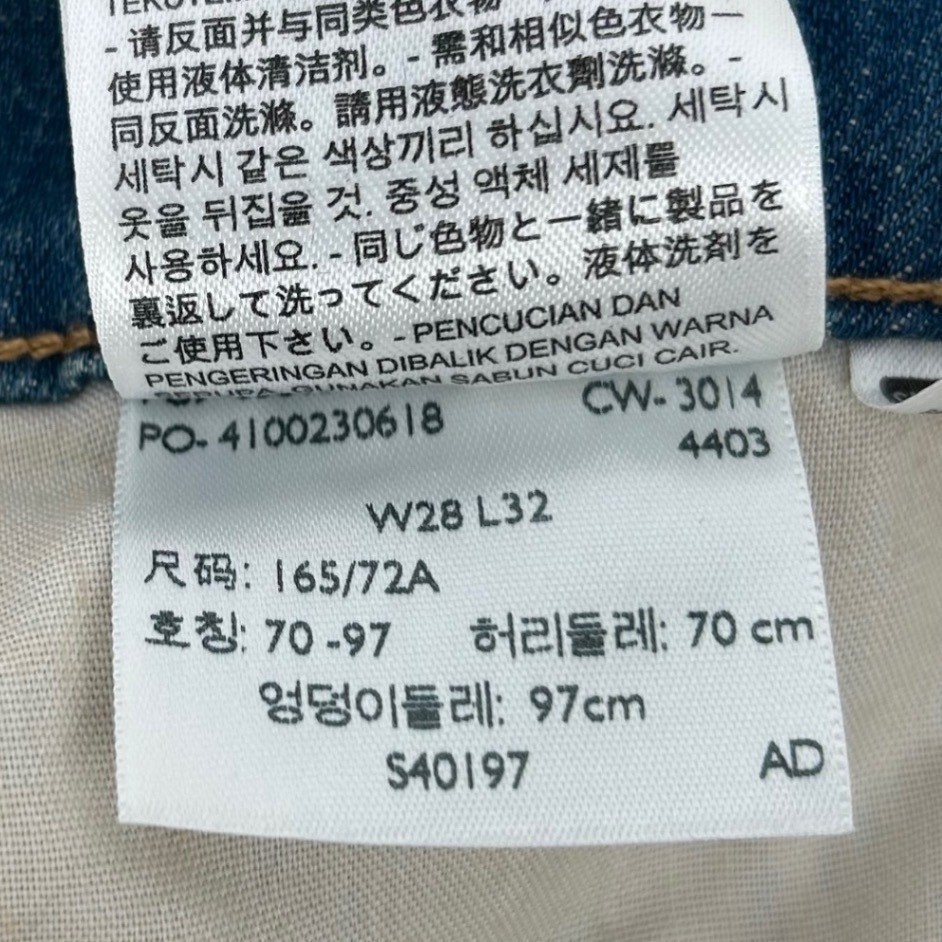 - 请反面并与同类色衣物
使用液体清洁剂。- 需和相似色衣物一
同反面洗滌。請用液態洗衣劑洗滌。-
세탁시 같은 색상끼리 하십시요. 세탁시
옷을 뒤집을 것. 중성 액체 세제를
사용하세요. - 同じ色物と一緒に製品を
裏返して洗ってください。液体洗剤を
ご使用下さい。- PENCUCIAN DAN
PENGERINGAN DIBALIK DENGAN WARNA
SERUPA. GUNAKAN SABUN CUCI CAIR.
CW- 3014
PO- 4100230618
4403
W28 L32
尺码: 165/72A
호칭: 70 -97 허리둘레: 70 cm
엉덩이둘레: 97cm
S40197 AD